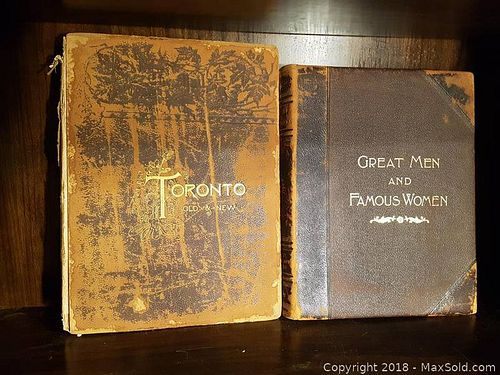 TORONTO
OLD & NEW
GREAT MEN
AND
FAMOUS WOMEN
Copyright 2018 - MaxSold.com